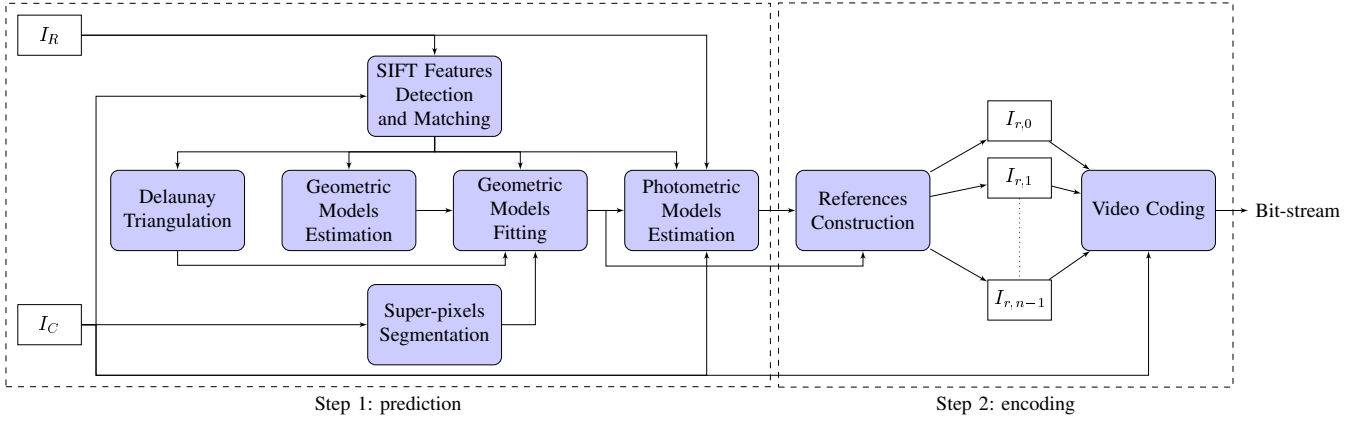 I_R
SIFT Features
Detection
and Matching
Delaunay
Triangulation
Geometric
Models
Estimation
Geometric
Models
Fitting
Photometric
Models
Estimation
References
Construction
I_{r,0}
I_{r,1}
I_{r,n−1}
Video Coding
Bit-stream
I_C
Super-pixels
Segmentation
Step 1: prediction
Step 2: encoding